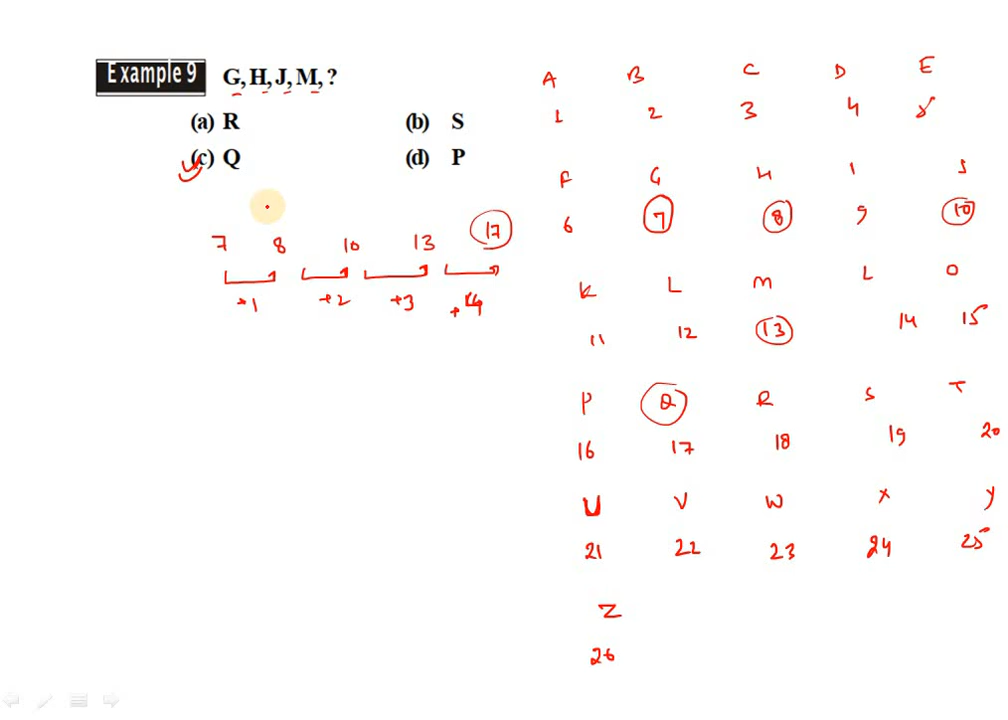 Example 9 G, H, J, M, ?
(a) R (b) S
(c) Q (d) P
7 8 10 13 17
+1 +2 +3 +4
A B C D E
1 2 3 4 5
F G H I J
6 7 8 9 10
K L M L O
11 12 13 14 15
P Q R S T
16 17 18 19 20
U V W X Y
21 22 23 24 25
Z
26